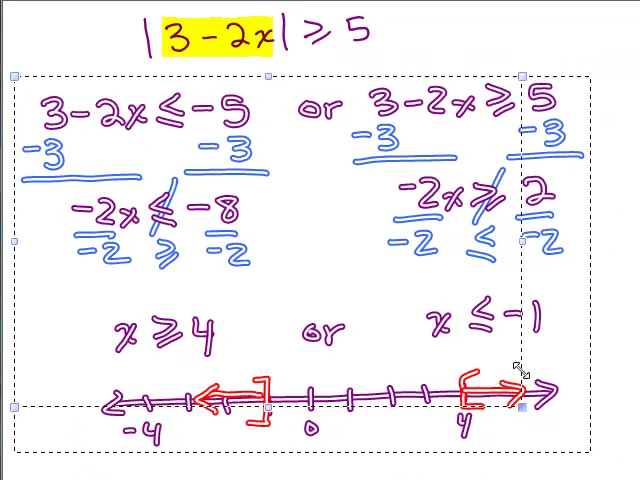 |3 - 2x| ≥ 5
3 - 2x ≤ -5 or 3 - 2x ≥ 5
-3 -3 -3 -3
-2x ≤ -8 -2x ≥ 2
-2 ≥ -2 -2 ≤ -2
x ≥ 4 or x ≤ -1
-4 0 4